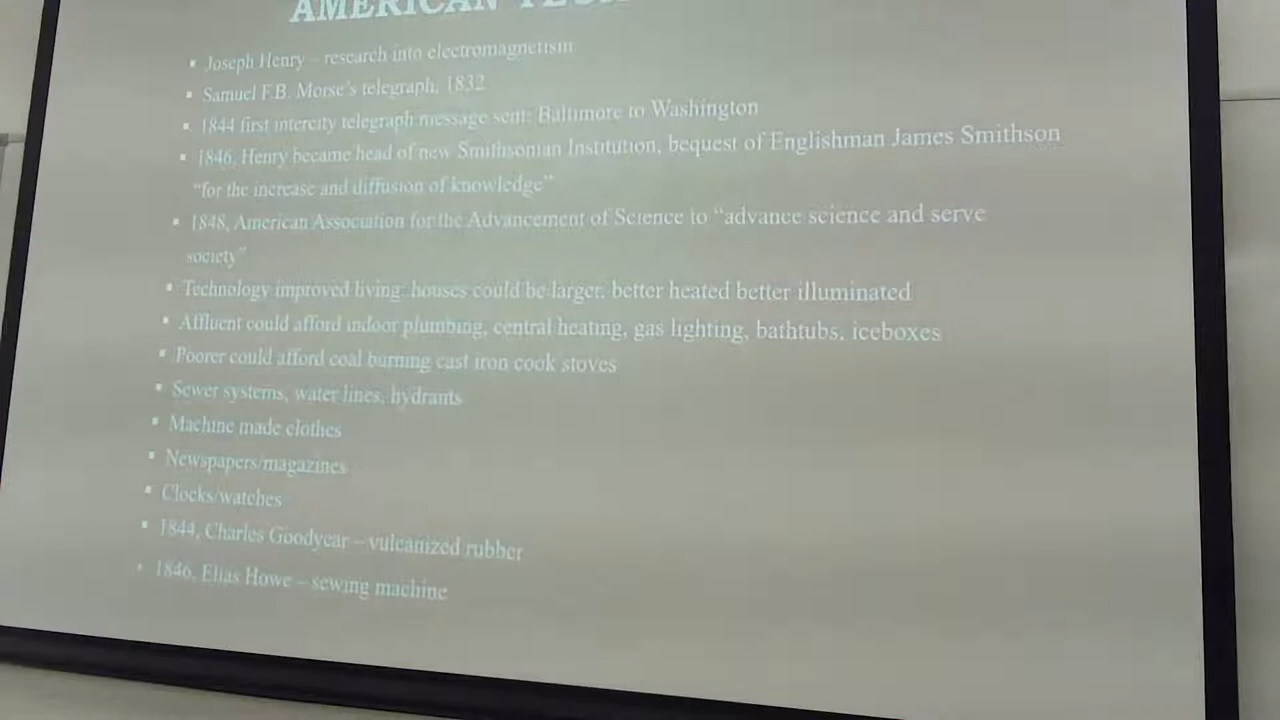 AMERICAN
▪ Joseph Henry – research into electromagnetism
▪ Samuel F.B. Morse's telegraph, 1832
▪ 1844 first intercity telegraph message sent: Baltimore to Washington
▪ 1846, Henry became head of new Smithsonian Institution, bequest of Englishman James Smithson
"for the increase and diffusion of knowledge"
▪ 1848, American Association for the Advancement of Science to "advance science and serve
society"
▪ Technology improved living: houses could be larger, better heated better illuminated
▪ Affluent could afford indoor plumbing, central heating, gas lighting, bathtubs, iceboxes
▪ Poorer could afford coal burning cast iron cook stoves
▪ Sewer systems, water lines, hydrants
▪ Machine made clothes
▪ Newspapers/magazines
▪ Clocks/watches
▪ 1844, Charles Goodyear – vulcanized rubber
▪ 1846, Elias Howe – sewing machine